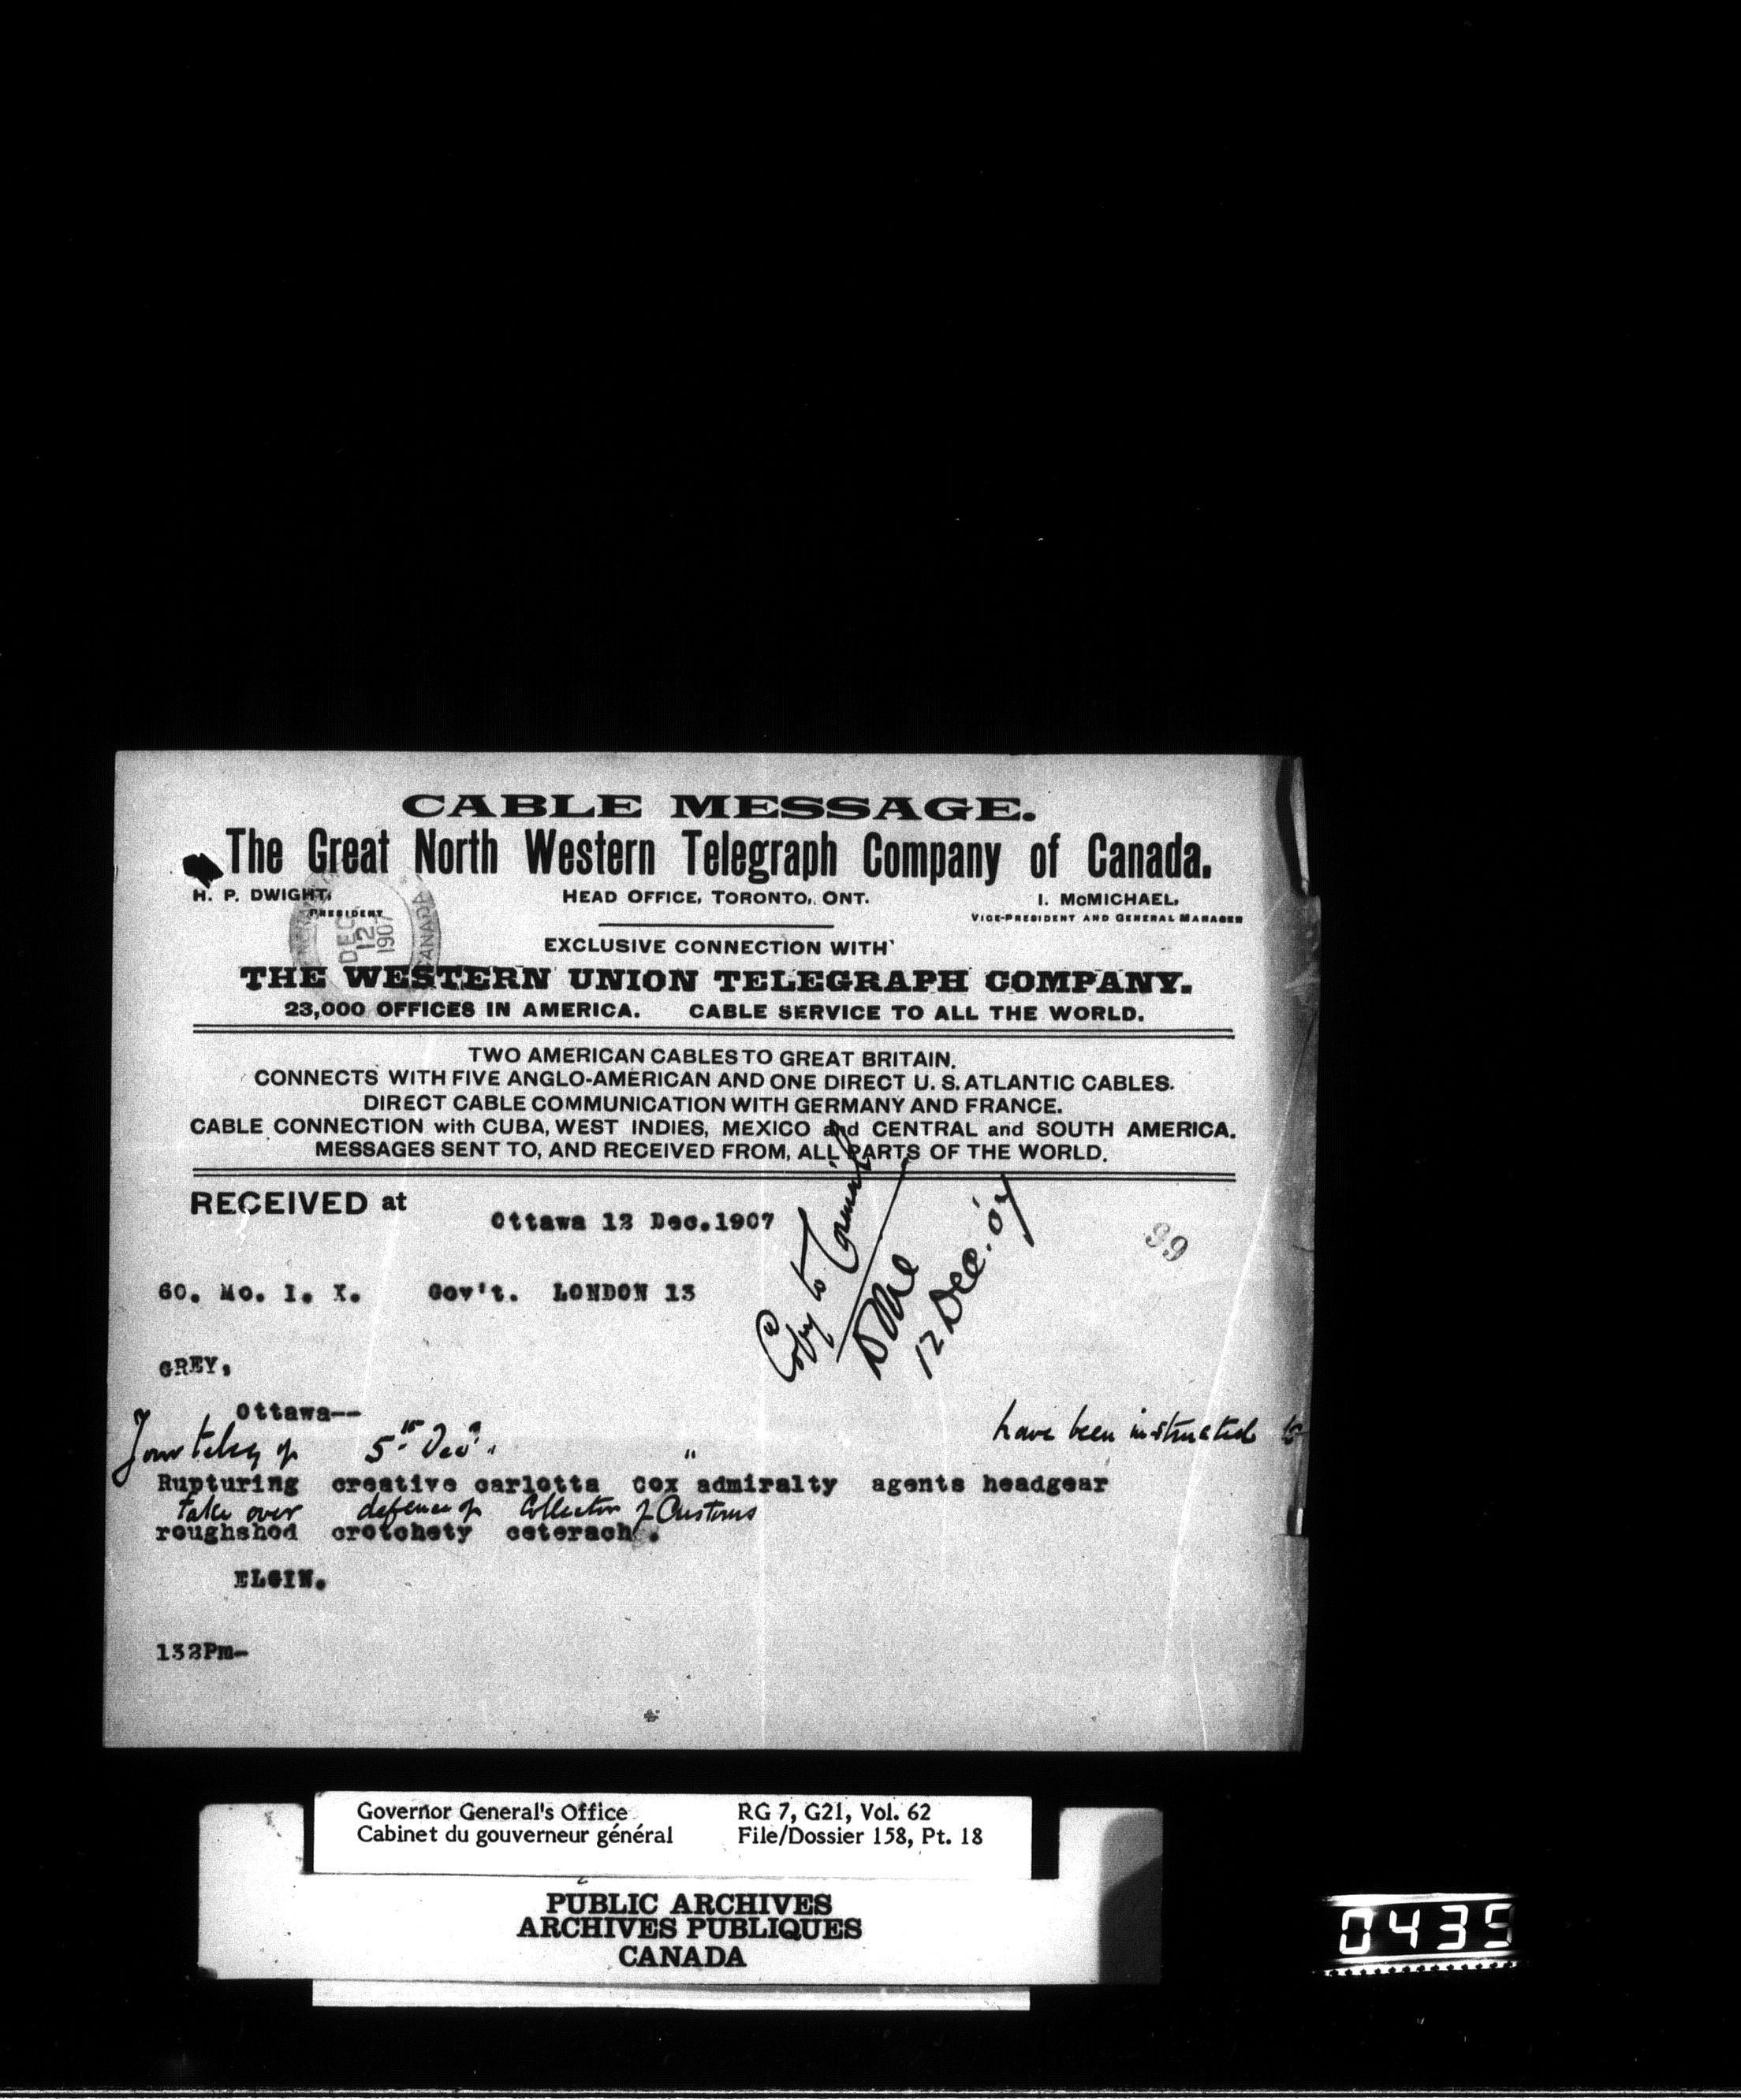 CABLE MESSAGE.
The Great North Western Telegraph Company of Canada.
H. P. DWIGHT, HEAD OFFICE, TORONTO, ONT. I. McMICHAEL,
PRESIDENT VICE-PRESIDENT AND GENERAL MANAGER
DEC 12 1907
CANADA
EXCLUSIVE CONNECTION WITH
THE WESTERN UNION TELEGRAPH COMPANY.
23,000 OFFICES IN AMERICA. CABLE SERVICE TO ALL THE WORLD.
TWO AMERICAN CABLES TO GREAT BRITAIN.
CONNECTS WITH FIVE ANGLO-AMERICAN AND ONE DIRECT U. S. ATLANTIC CABLES.
DIRECT CABLE COMMUNICATION WITH GERMANY AND FRANCE.
CABLE CONNECTION with CUBA, WEST INDIES, MEXICO and CENTRAL and SOUTH AMERICA.
MESSAGES SENT TO, AND RECEIVED FROM, ALL PARTS OF THE WORLD.
RECEIVED at
Ottawa 12 Dec.1907
Copy to Council
12 Dec. '07
99
60. Mo. I. X. Gov't. LONDON 13
GREY,
Ottawa--
Your teleg of 5th Decr. " have been instructed to
Rupturing creative carlotta cox admiralty agents headgear
take over defence of Collector of Customs
roughshod crotchety ceterach.
ELGIN.
132Pm-
Governor General's Office RG 7, G21, Vol. 62
Cabinet du gouverneur général File/Dossier 158, Pt. 18
PUBLIC ARCHIVES
ARCHIVES PUBLIQUES
CANADA
0435